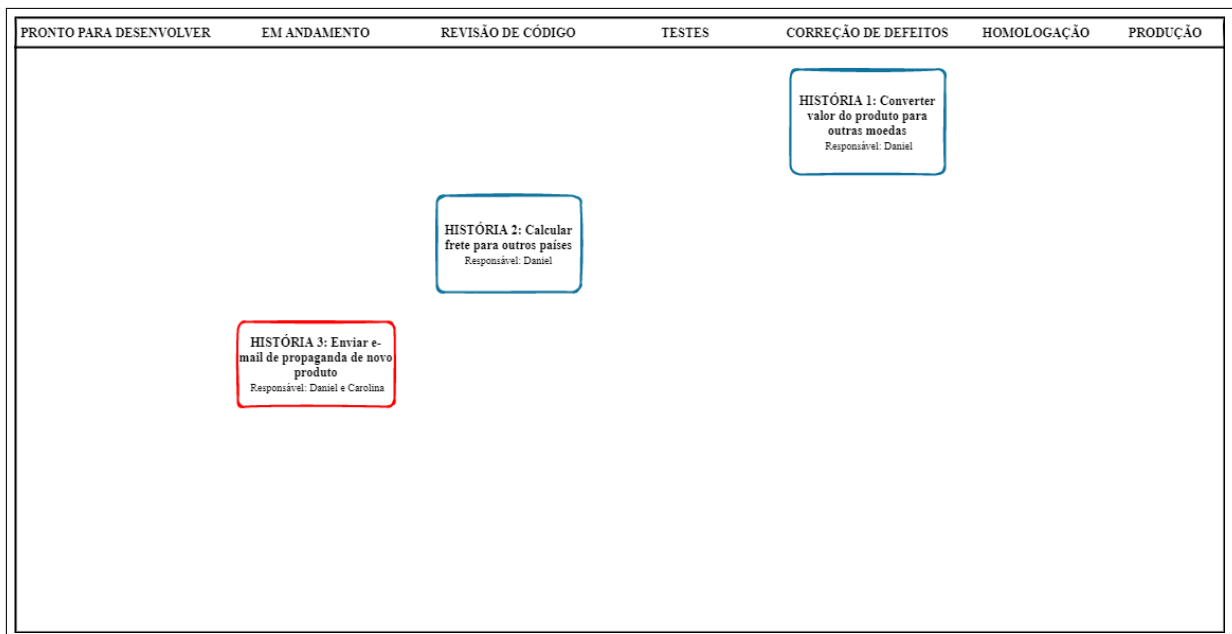 PRONTO PARA DESENVOLVER EM ANDAMENTO REVISÃO DE CÓDIGO TESTES CORREÇÃO DE DEFEITOS HOMOLOGAÇÃO PRODUÇÃO
HISTÓRIA 1: Converter
valor do produto para
outras moedas
Responsável: Daniel
HISTÓRIA 2: Calcular
frete para outros países
Responsável: Daniel
HISTÓRIA 3: Enviar e-
mail de propaganda de novo
produto
Responsável: Daniel e Carolina